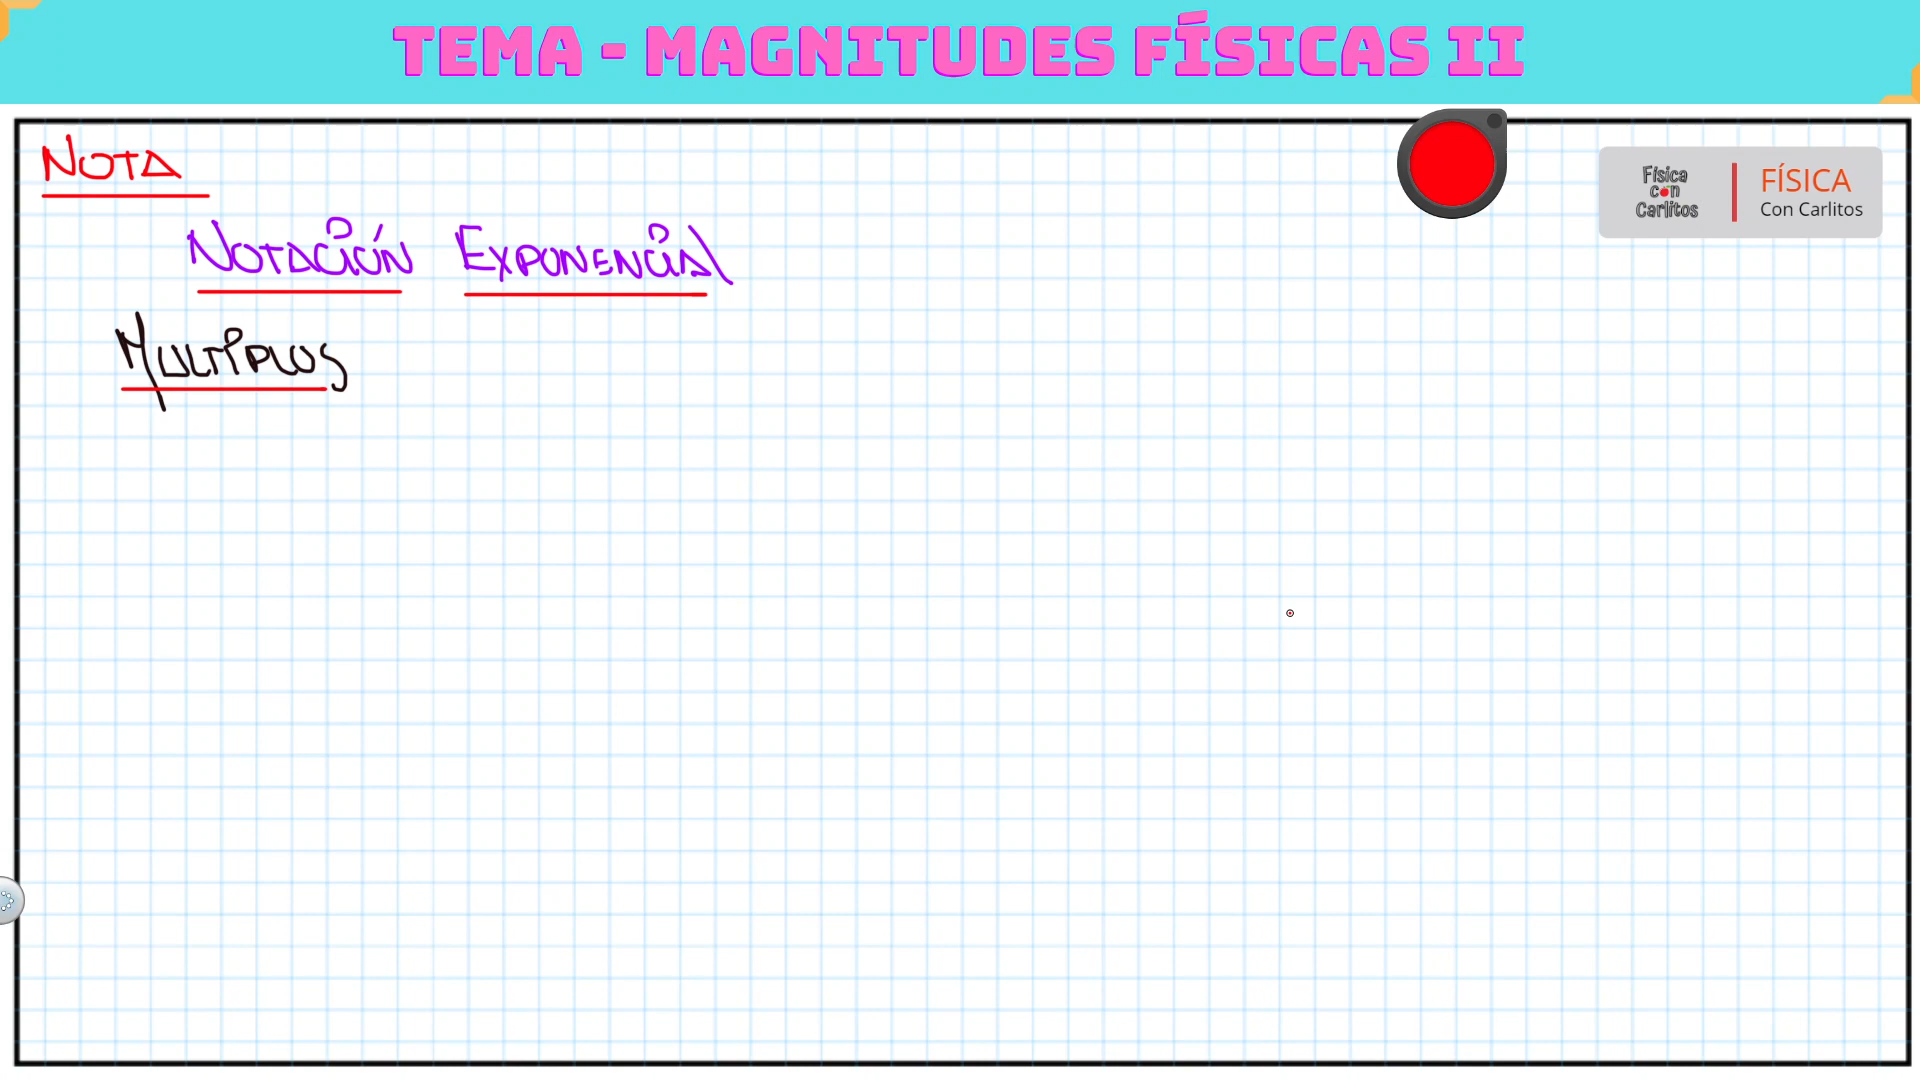 TEMA - MAGNITUDES FÍSICAS II
NOTA
Física
con
Carlitos
FÍSICA
Con Carlitos
NOTACIÓN EXPONENCIAL
MULTIPLOS